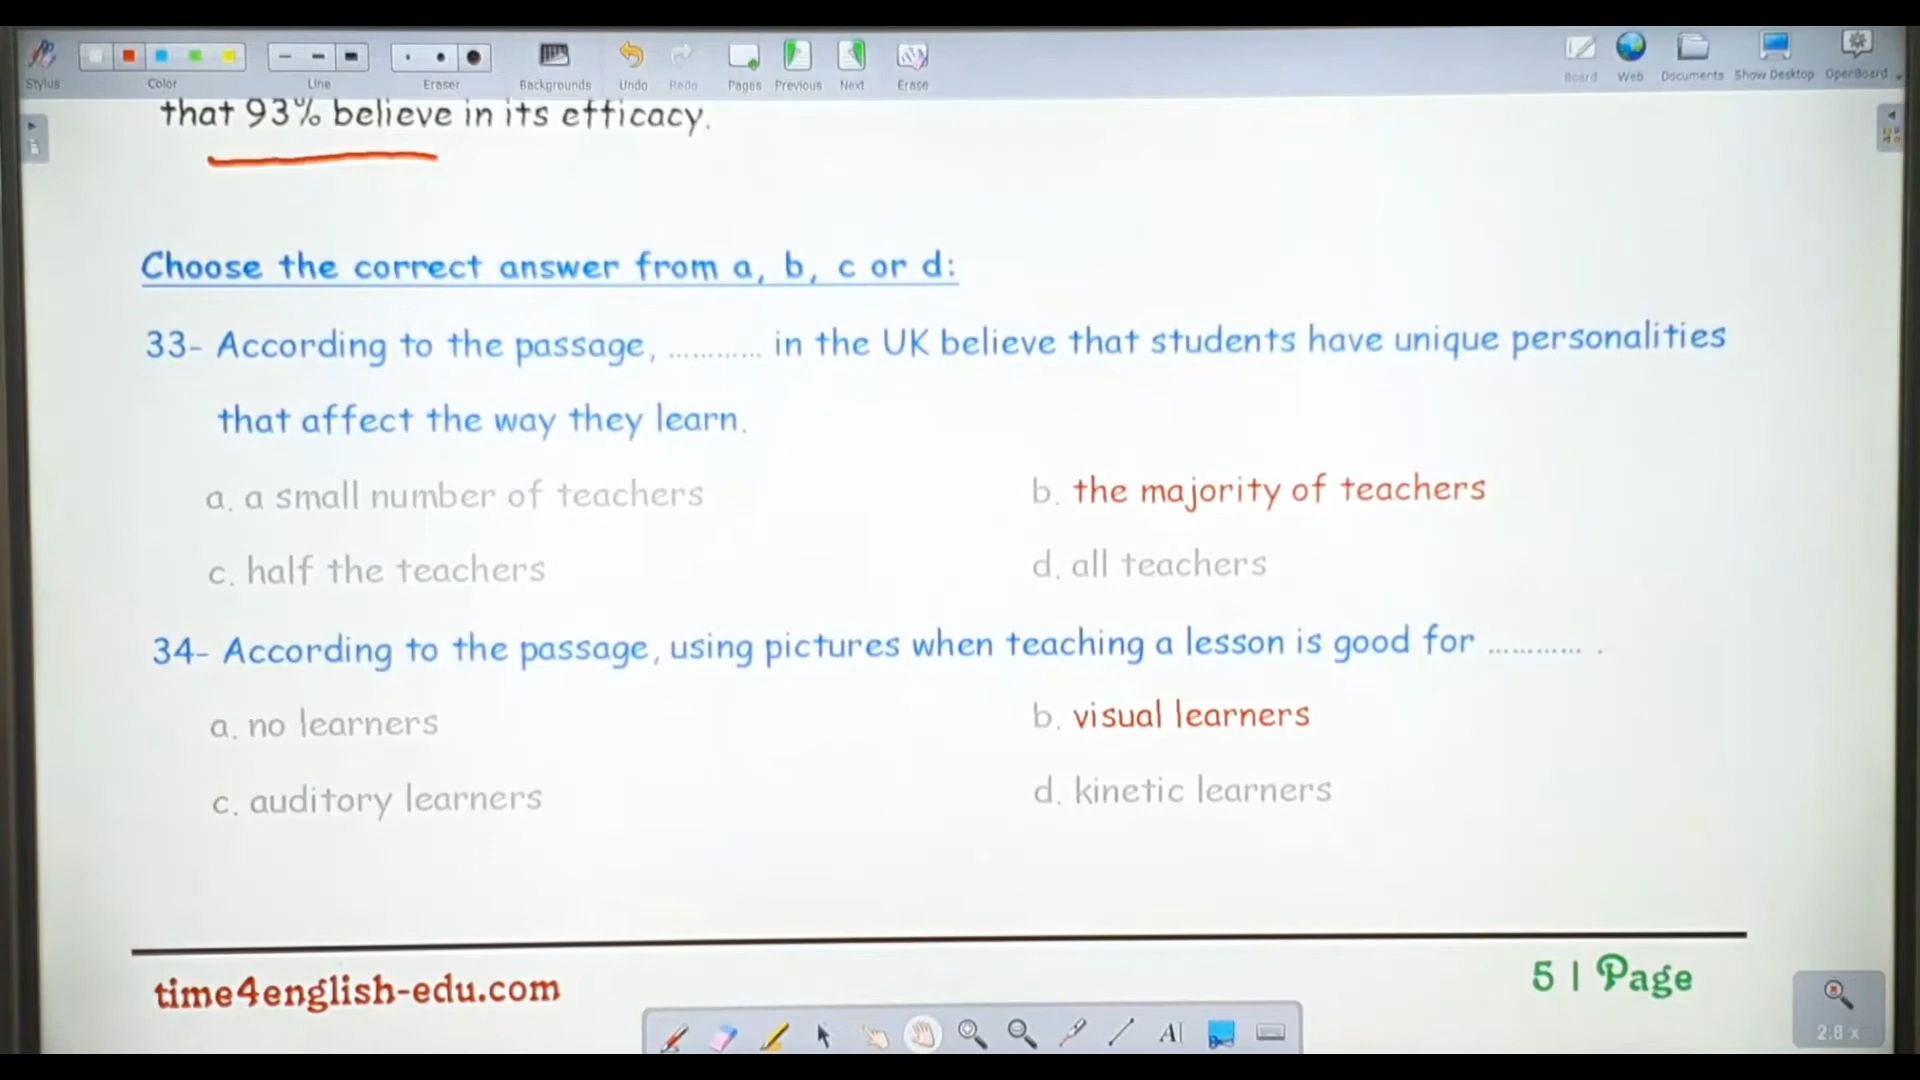 Stylus
Color
Line
Eraser
Backgrounds
Undo
Redo
Pages
Previous
Next
Erase
Board
Web
Documents
Show Desktop
OpenBoard
that 93% believe in its efficacy.
Choose the correct answer from a, b, c or d:
33- According to the passage, ............ in the UK believe that students have unique personalities
that affect the way they learn.
a. a small number of teachers
b. the majority of teachers
c. half the teachers
d. all teachers
34- According to the passage, using pictures when teaching a lesson is good for ............ .
a. no learners
b. visual learners
c. auditory learners
d. kinetic learners
time4english-edu.com
5 | Page
AI
2.8 x